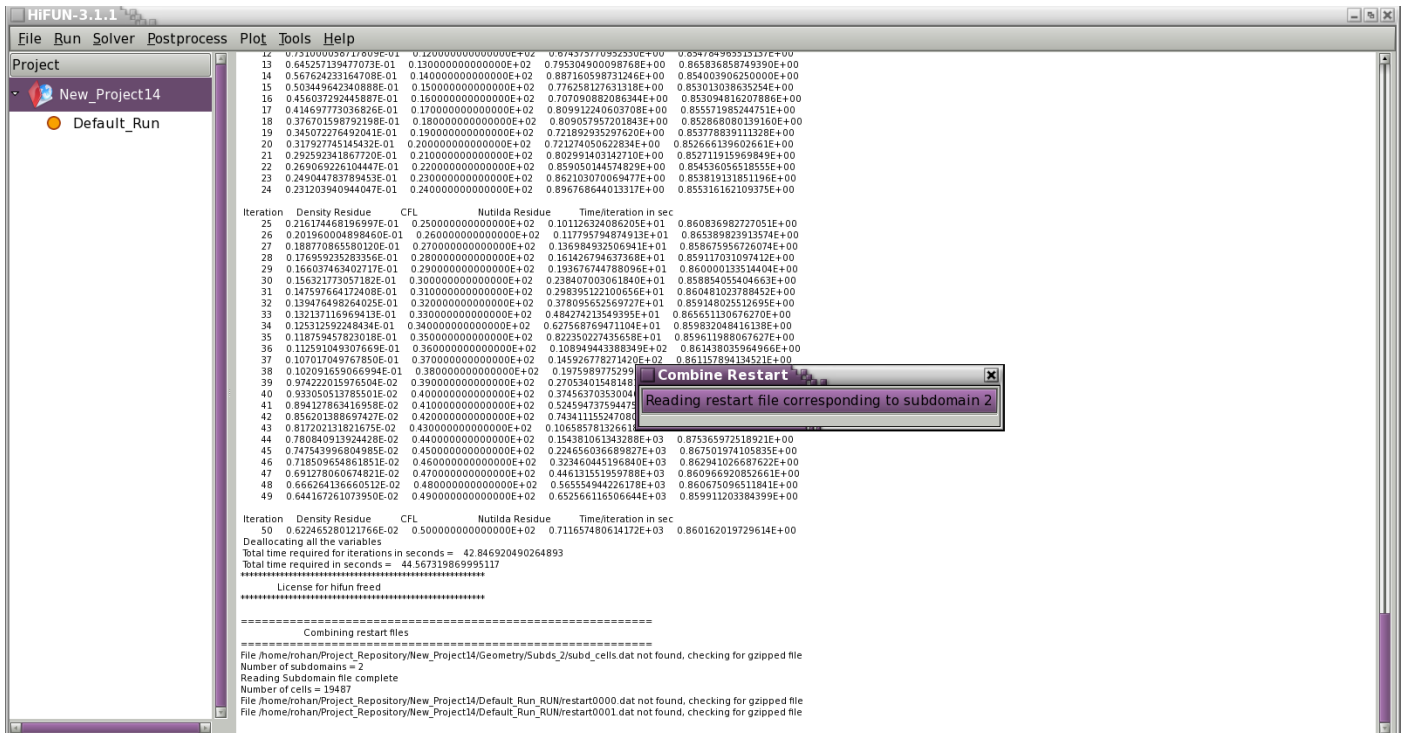 HiFUN-3.1.1
File Run Solver Postprocess Plot Tools Help
Project
New_Project14
Default_Run
12 0.731000058717809E-01 0.120000000000000E+02 0.674375770952530E+00 0.854784965515137E+00
13 0.645257139477073E-01 0.130000000000000E+02 0.795304900098768E+00 0.865836858749390E+00
14 0.567624233164708E-01 0.140000000000000E+02 0.887160598731246E+00 0.854003906250000E+00
15 0.503449642340888E-01 0.150000000000000E+02 0.776258127631318E+00 0.853013038635254E+00
16 0.456037292445887E-01 0.160000000000000E+02 0.707090882086344E+00 0.853094816207886E+00
17 0.414697773036826E-01 0.170000000000000E+02 0.809912240603708E+00 0.855571985244751E+00
18 0.376701598792198E-01 0.180000000000000E+02 0.809057957201843E+00 0.852868080139160E+00
19 0.345072276492041E-01 0.190000000000000E+02 0.721892935297620E+00 0.853778839111328E+00
20 0.317927745145432E-01 0.200000000000000E+02 0.721274050622834E+00 0.852666139602661E+00
21 0.292592341867720E-01 0.210000000000000E+02 0.802991403142710E+00 0.852711915969849E+00
22 0.269069226104447E-01 0.220000000000000E+02 0.859050144574829E+00 0.854536056518555E+00
23 0.249044783789453E-01 0.230000000000000E+02 0.862103070069477E+00 0.853819131851196E+00
24 0.231203940944047E-01 0.240000000000000E+02 0.896768644013317E+00 0.855316162109375E+00
Iteration Density Residue CFL Nutilda Residue Time/iteration in sec
25 0.216174468196997E-01 0.250000000000000E+02 0.101126324086205E+01 0.860836982727051E+00
26 0.201960004898460E-01 0.260000000000000E+02 0.117795794874913E+01 0.865389823913574E+00
27 0.188770865580120E-01 0.270000000000000E+02 0.136984932506941E+01 0.858675956726074E+00
28 0.176959235283356E-01 0.280000000000000E+02 0.161426794637368E+01 0.859117031097412E+00
29 0.166037463402717E-01 0.290000000000000E+02 0.193676744788096E+01 0.860000133514404E+00
30 0.156321773057182E-01 0.300000000000000E+02 0.238407003061840E+01 0.858854055404663E+00
31 0.147597664172408E-01 0.310000000000000E+02 0.298395122100656E+01 0.860481023788452E+00
32 0.139476498264025E-01 0.320000000000000E+02 0.378095652569727E+01 0.859148025512695E+00
33 0.132137116969413E-01 0.330000000000000E+02 0.484274213549395E+01 0.865651130676270E+00
34 0.125312592248434E-01 0.340000000000000E+02 0.627568769471104E+01 0.859832048416138E+00
35 0.118759457823018E-01 0.350000000000000E+02 0.822350227435658E+01 0.859611988067627E+00
36 0.112591049307669E-01 0.360000000000000E+02 0.108949443388349E+02 0.861438035964966E+00
37 0.107017049767850E-01 0.370000000000000E+02 0.145926778271420E+02 0.861157894134521E+00
38 0.102091659066994E-01 0.380000000000000E+02 0.1975989775299
39 0.974222015976504E-02 0.390000000000000E+02 0.2705340154814
40 0.933050513785501E-02 0.400000000000000E+02 0.374563703530046
41 0.894127863416958E-02 0.410000000000000E+02 0.524594737594475
42 0.856201388697427E-02 0.420000000000000E+02 0.743411155247080
43 0.817202131821675E-02 0.430000000000000E+02 0.106585781326618
44 0.780840913924428E-02 0.440000000000000E+02 0.154381061343288E+03 0.875365972518921E+00
45 0.747543996804985E-02 0.450000000000000E+02 0.224656036689827E+03 0.867501974105835E+00
46 0.718509654861851E-02 0.460000000000000E+02 0.323460445196840E+03 0.862941026687622E+00
47 0.691278060674821E-02 0.470000000000000E+02 0.446131551959788E+03 0.860966920852661E+00
48 0.666264136660512E-02 0.480000000000000E+02 0.565554944226178E+03 0.860675096511841E+00
49 0.644167261073950E-02 0.490000000000000E+02 0.652566116506644E+03 0.859911203384399E+00
Iteration Density Residue CFL Nutilda Residue Time/iteration in sec
50 0.622465280121766E-02 0.500000000000000E+02 0.711657480614172E+03 0.860162019729614E+00
Deallocating all the variables
Total time required for iterations in seconds = 42.846920490264893
Total time required in seconds = 44.567319869995117
******************************************************
License for hifun freed
******************************************************
===========================================================
Combining restart files
===========================================================
File /home/rohan/Project_Repository/New_Project14/Geometry/Subds_2/subd_cells.dat not found, checking for gzipped file
Number of subdomains = 2
Reading Subdomain file complete
Number of cells = 19487
File /home/rohan/Project_Repository/New_Project14/Default_Run_RUN/restart0000.dat not found, checking for gzipped file
File /home/rohan/Project_Repository/New_Project14/Default_Run_RUN/restart0001.dat not found, checking for gzipped file
Combine Restart
Reading restart file corresponding to subdomain 2